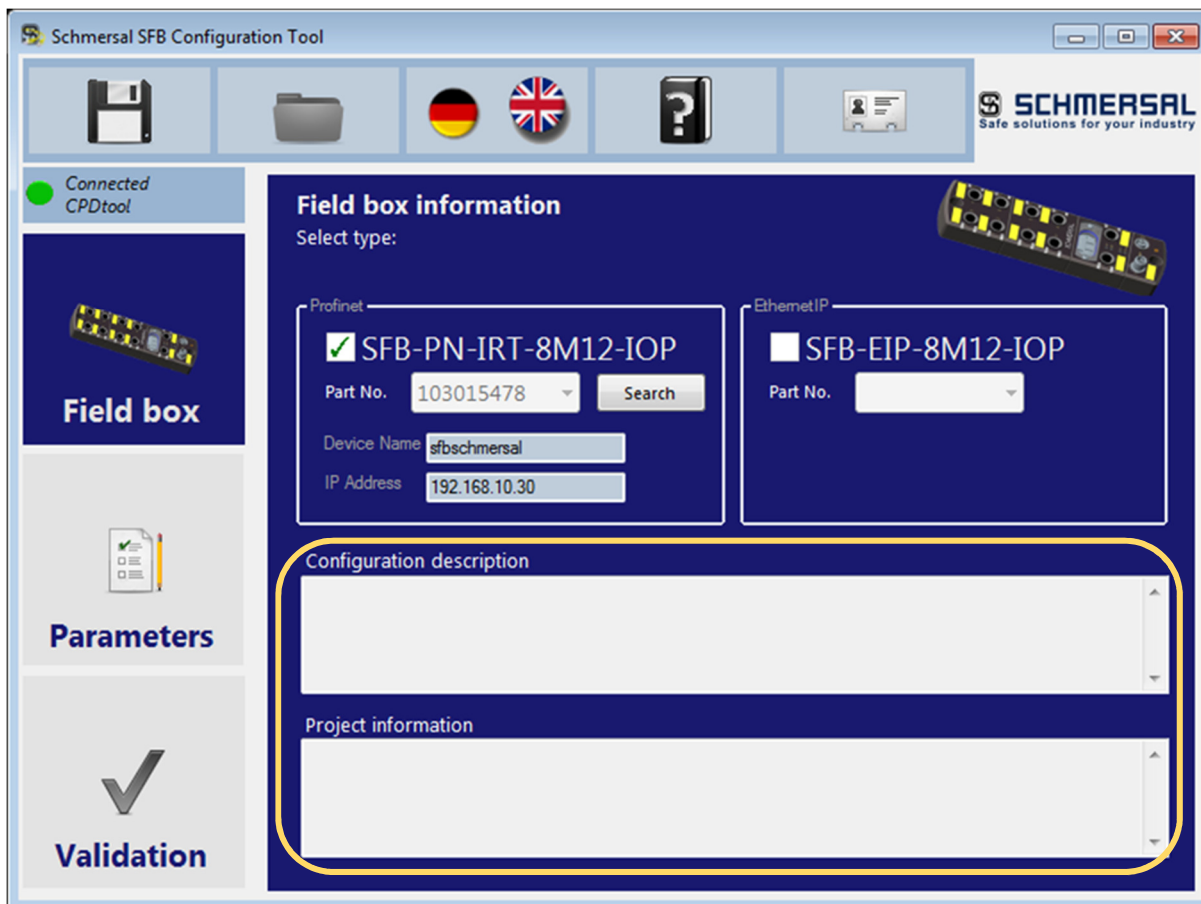 Schmersal SFB Configuration Tool
SCHMERSAL
Safe solutions for your industry
Connected
CPDtool
Field box
Parameters
Validation
Field box information
Select type:
Profinet
SFB-PN-IRT-8M12-IOP
Part No.
103015478
Search
Device Name
sfbschmersal
IP Address
192.168.10.30
EthernetIP
SFB-EIP-8M12-IOP
Part No.
Configuration description
Project information